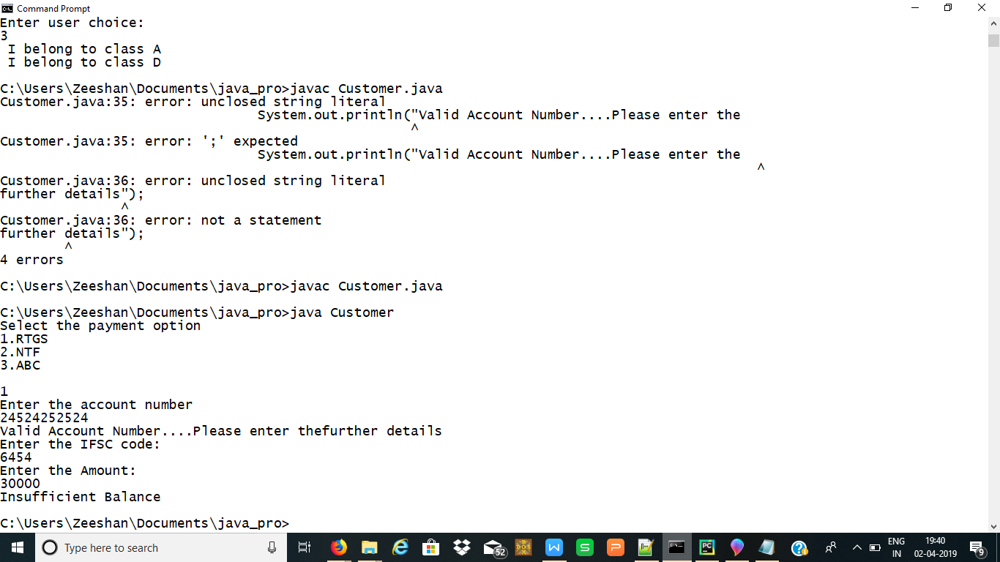 Command Prompt
Enter user choice:
3
 I belong to class A
 I belong to class D

C:\Users\Zeeshan\Documents\java_pro>javac Customer.java
Customer.java:35: error: unclosed string literal
                                System.out.println("Valid Account Number....Please enter the
                                                   ^
Customer.java:35: error: ';' expected
                                System.out.println("Valid Account Number....Please enter the
                                                                                              ^
Customer.java:36: error: unclosed string literal
further details");
               ^
Customer.java:36: error: not a statement
further details");
        ^
4 errors

C:\Users\Zeeshan\Documents\java_pro>javac Customer.java

C:\Users\Zeeshan\Documents\java_pro>java Customer
Select the payment option
1.RTGS
2.NTF
3.ABC

1
Enter the account number
24524252524
Valid Account Number....Please enter thefurther details
Enter the IFSC code:
6454
Enter the Amount:
30000
Insufficient Balance

C:\Users\Zeeshan\Documents\java_pro>
Type here to search
52
DOS
W
S
P
PC
ENG
IN
19:40
02-04-2019
9